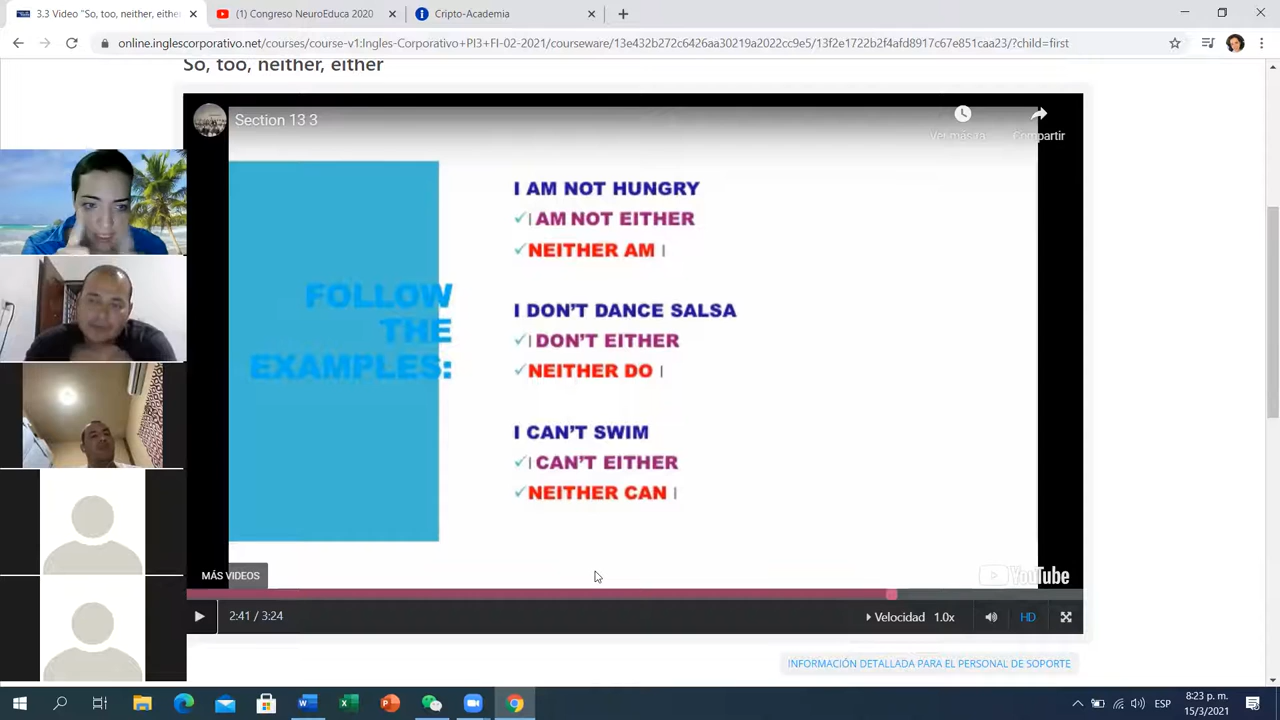 3.3 Video "So, too, neither, eithe
(1) Congreso NeuroEduca 2020
Cripto-Academia
online.inglescorporativo.net/courses/course-v1:Ingles-Corporativo+PI3+FI-02-2021/courseware/13e432b272c6426aa30219a2022cc9e5/13f2e1722b2f4afd8917c67e851caa23/?child=first
So, too, neither, either
Section 13 3
Ver más ta
Compartir
I AM NOT HUNGRY
I AM NOT EITHER
NEITHER AM I
FOLLOW
THE
EXAMPLES:
I DON'T DANCE SALSA
I DON'T EITHER
NEITHER DO I
I CAN'T SWIM
I CAN'T EITHER
NEITHER CAN I
MÁS VIDEOS
YouTube
2:41 / 3:24
Velocidad 1.0x
HD
INFORMACIÓN DETALLADA PARA EL PERSONAL DE SOPORTE
ESP
8:23 p. m.
15/3/2021